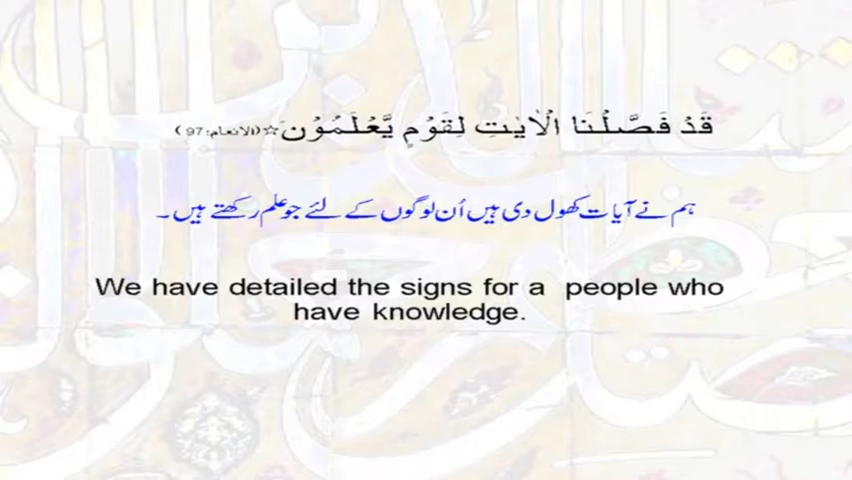 قَدْ فَصَّلْنَا الْاٰيٰتِ لِقَوْمٍ يَّعْلَمُوْنَ☆(الانعام:97)
ہم نے آیات کھول دی ہیں اُن لوگوں کے لئے جو علم رکھتے ہیں ۔
We have detailed the signs for a people who
have knowledge.